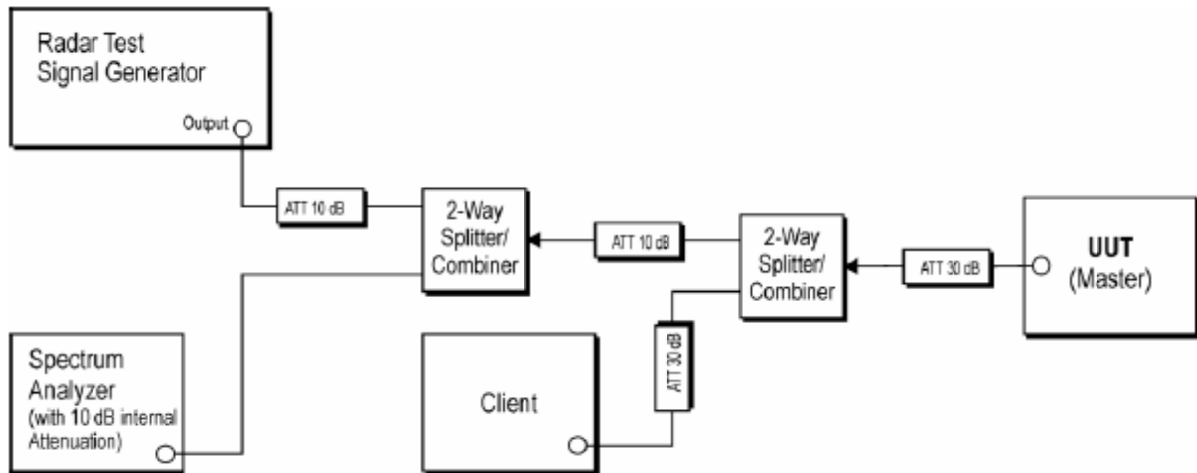 Radar Test
Signal Generator
Output
ATT 10 dB
2-Way
Splitter/
Combiner
ATT 10 dB
2-Way
Splitter/
Combiner
ATT 30 dB
UUT
(Master)
Spectrum
Analyzer
(with 10 dB internal
Attenuation)
Client
ATT 30 dB